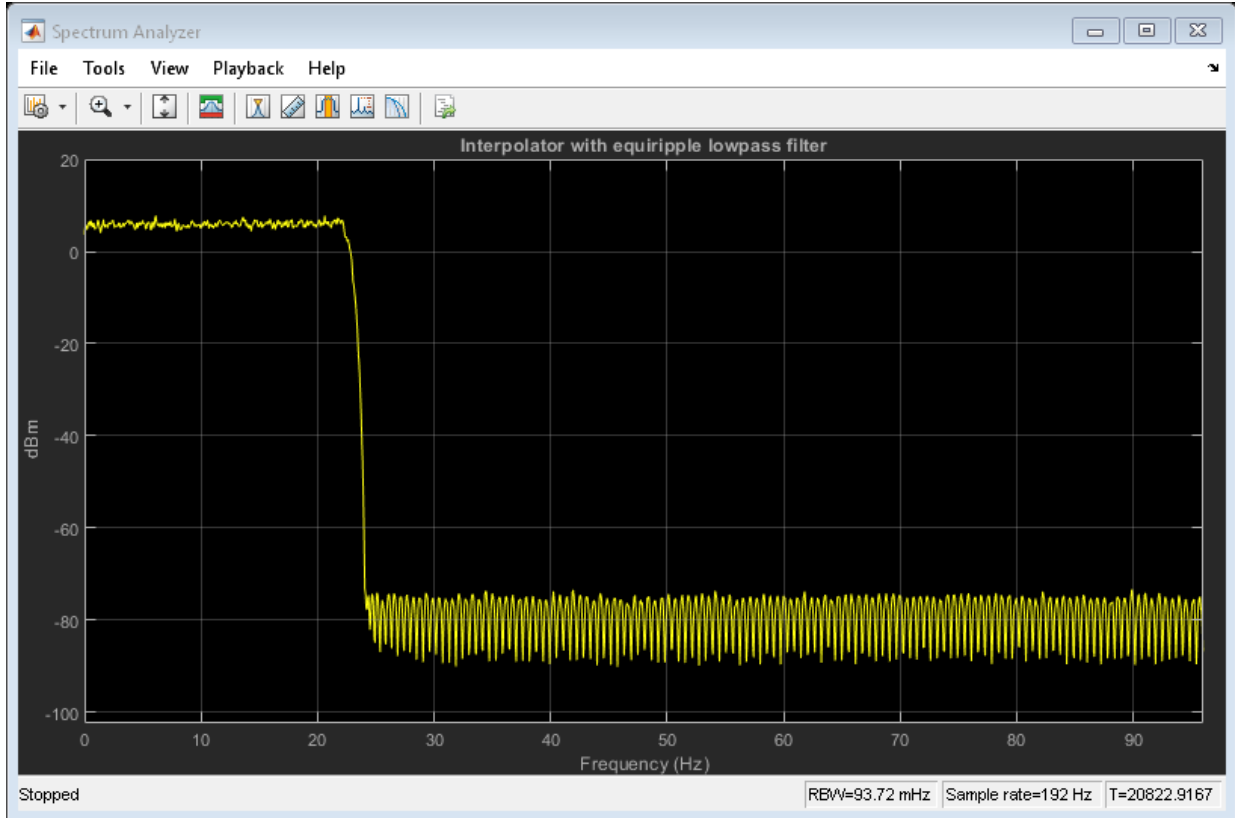 Spectrum Analyzer
File Tools View Playback Help
Interpolator with equiripple lowpass filter
20
0
-20
-40
-60
-80
-100
dBm
0 10 20 30 40 50 60 70 80 90
Frequency (Hz)
Stopped RBW=93.72 mHz Sample rate=192 Hz T=20822.9167